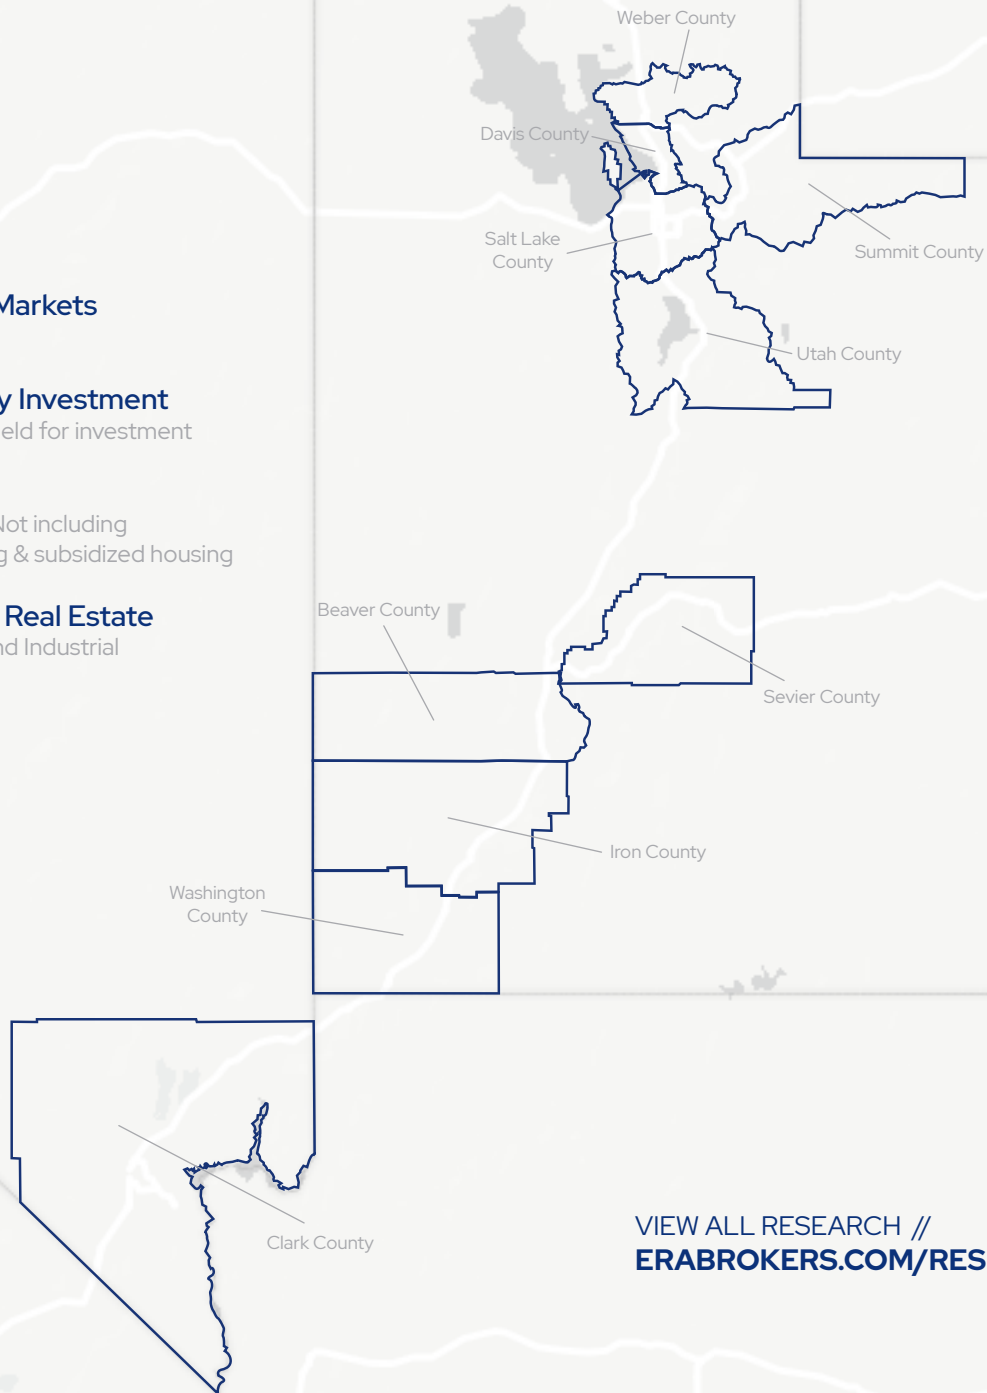 Weber County
Davis County
Salt Lake
County
Summit County
Markets
Utah County
y Investment
eld for investment
Not including
g & subsidized housing
Beaver County
Real Estate
nd Industrial
Sevier County
Iron County
Washington
County
VIEW ALL RESEARCH //
Clark County
ERABROKERS.COM/RES